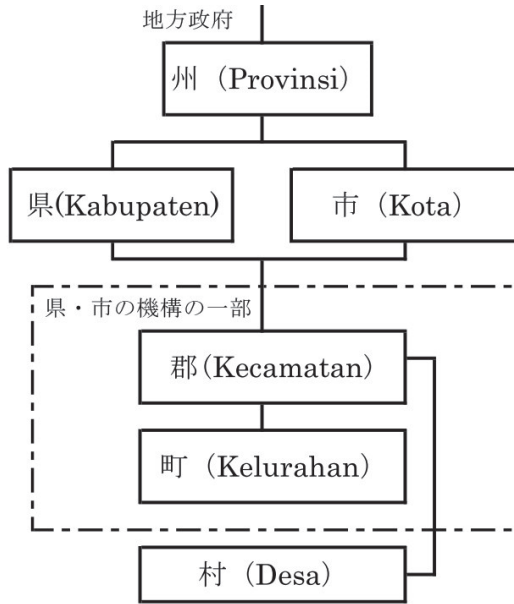 地方政府
州（Provinsi）
県(Kabupaten)
市（Kota）
県・市の機構の一部
郡(Kecamatan)
町（Kelurahan）
村（Desa）